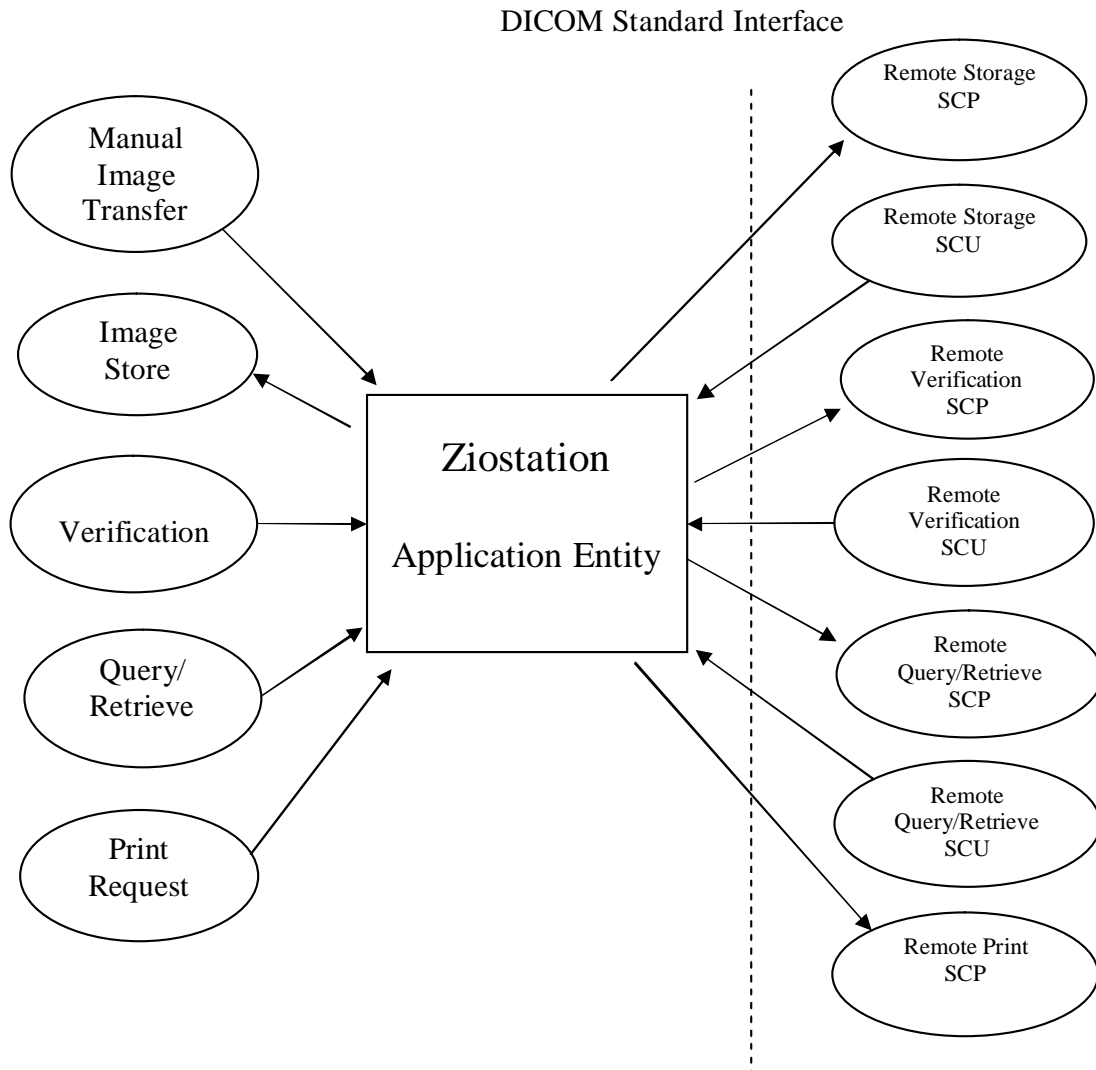 DICOM Standard Interface
Manual
Image
Transfer
Image
Store
Verification
Query/
Retrieve
Print
Request
Ziostation
Application Entity
Remote Storage
SCP
Remote Storage
SCU
Remote
Verification
SCP
Remote
Verification
SCU
Remote
Query/Retrieve
SCP
Remote
Query/Retrieve
SCU
Remote Print
SCP